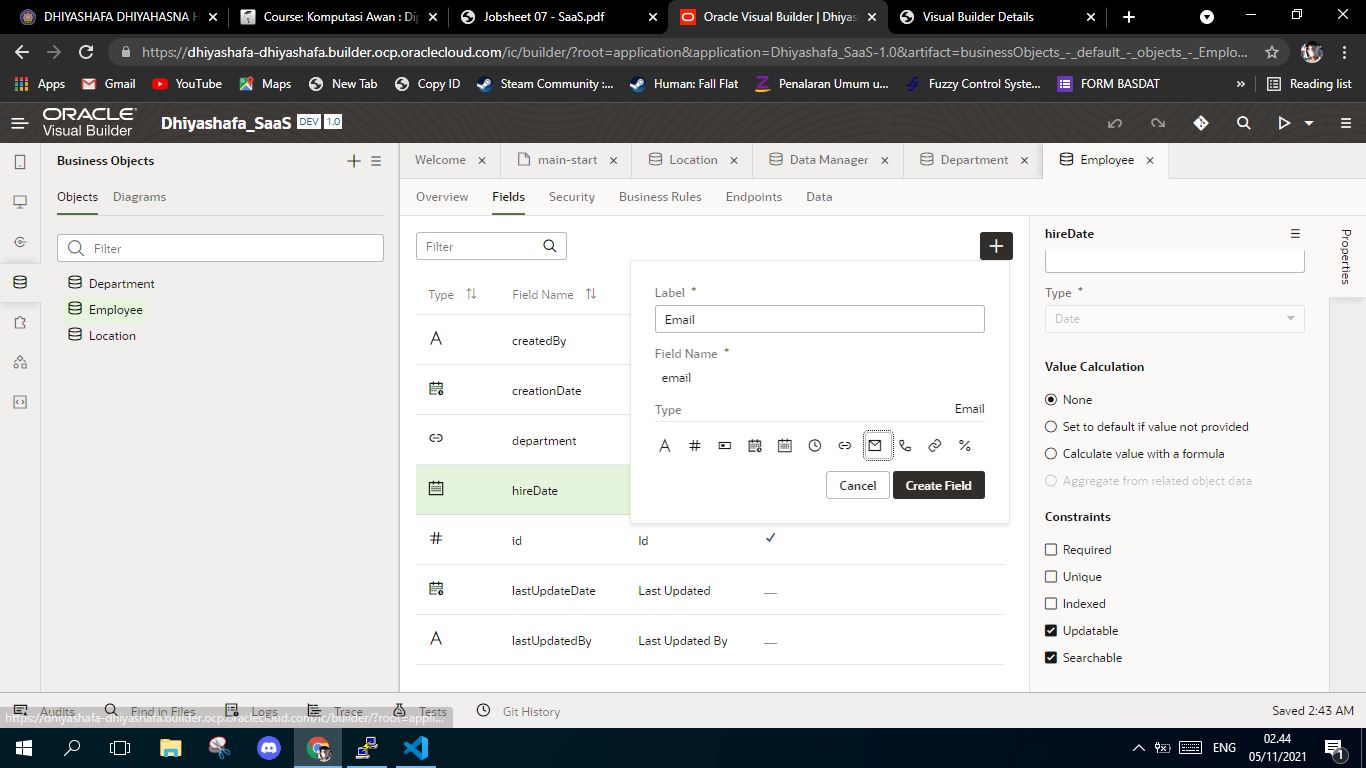 DHIYASHAFA DHIYAHASNA H
Course: Komputasi Awan : Dip
Jobsheet 07 - SaaS.pdf
Oracle Visual Builder | Dhiyash
Visual Builder Details
https://dhiyashafa-dhiyashafa.builder.ocp.oraclecloud.com/ic/builder/?root=application&application=Dhiyashafa_SaaS-1.0&artifact=businessObjects_-_default_-_objects_-_Emplo...
Apps
Gmail
YouTube
Maps
New Tab
Copy ID
Steam Community :...
Human: Fall Flat
Penalaran Umum u...
Fuzzy Control Syste...
FORM BASDAT
»
Reading list
ORACLE
Visual Builder
Dhiyashafa_SaaS DEV 1.0
Business Objects
Objects Diagrams
Filter
Department
Employee
Location
Welcome
main-start
Location
Data Manager
Department
Employee
Overview Fields Security Business Rules Endpoints Data
Filter
Type Field Name
createdBy
creationDate
department
hireDate
id Id
lastUpdateDate Last Updated
lastUpdatedBy Last Updated By
Label *
Email
Field Name *
email
Type Email
Cancel Create Field
hireDate
Type *
Date
Value Calculation
None
Set to default if value not provided
Calculate value with a formula
Aggregate from related object data
Constraints
Required
Unique
Indexed
Updatable
Searchable
Properties
Audits Find in Files Logs Trace Tests Git History
Saved 2:43 AM
https://dhiyashafa-dhiyashafa.builder.ocp.oraclecloud.com/ic/builder/?root=appli...
ENG
02.44
05/11/2021
1